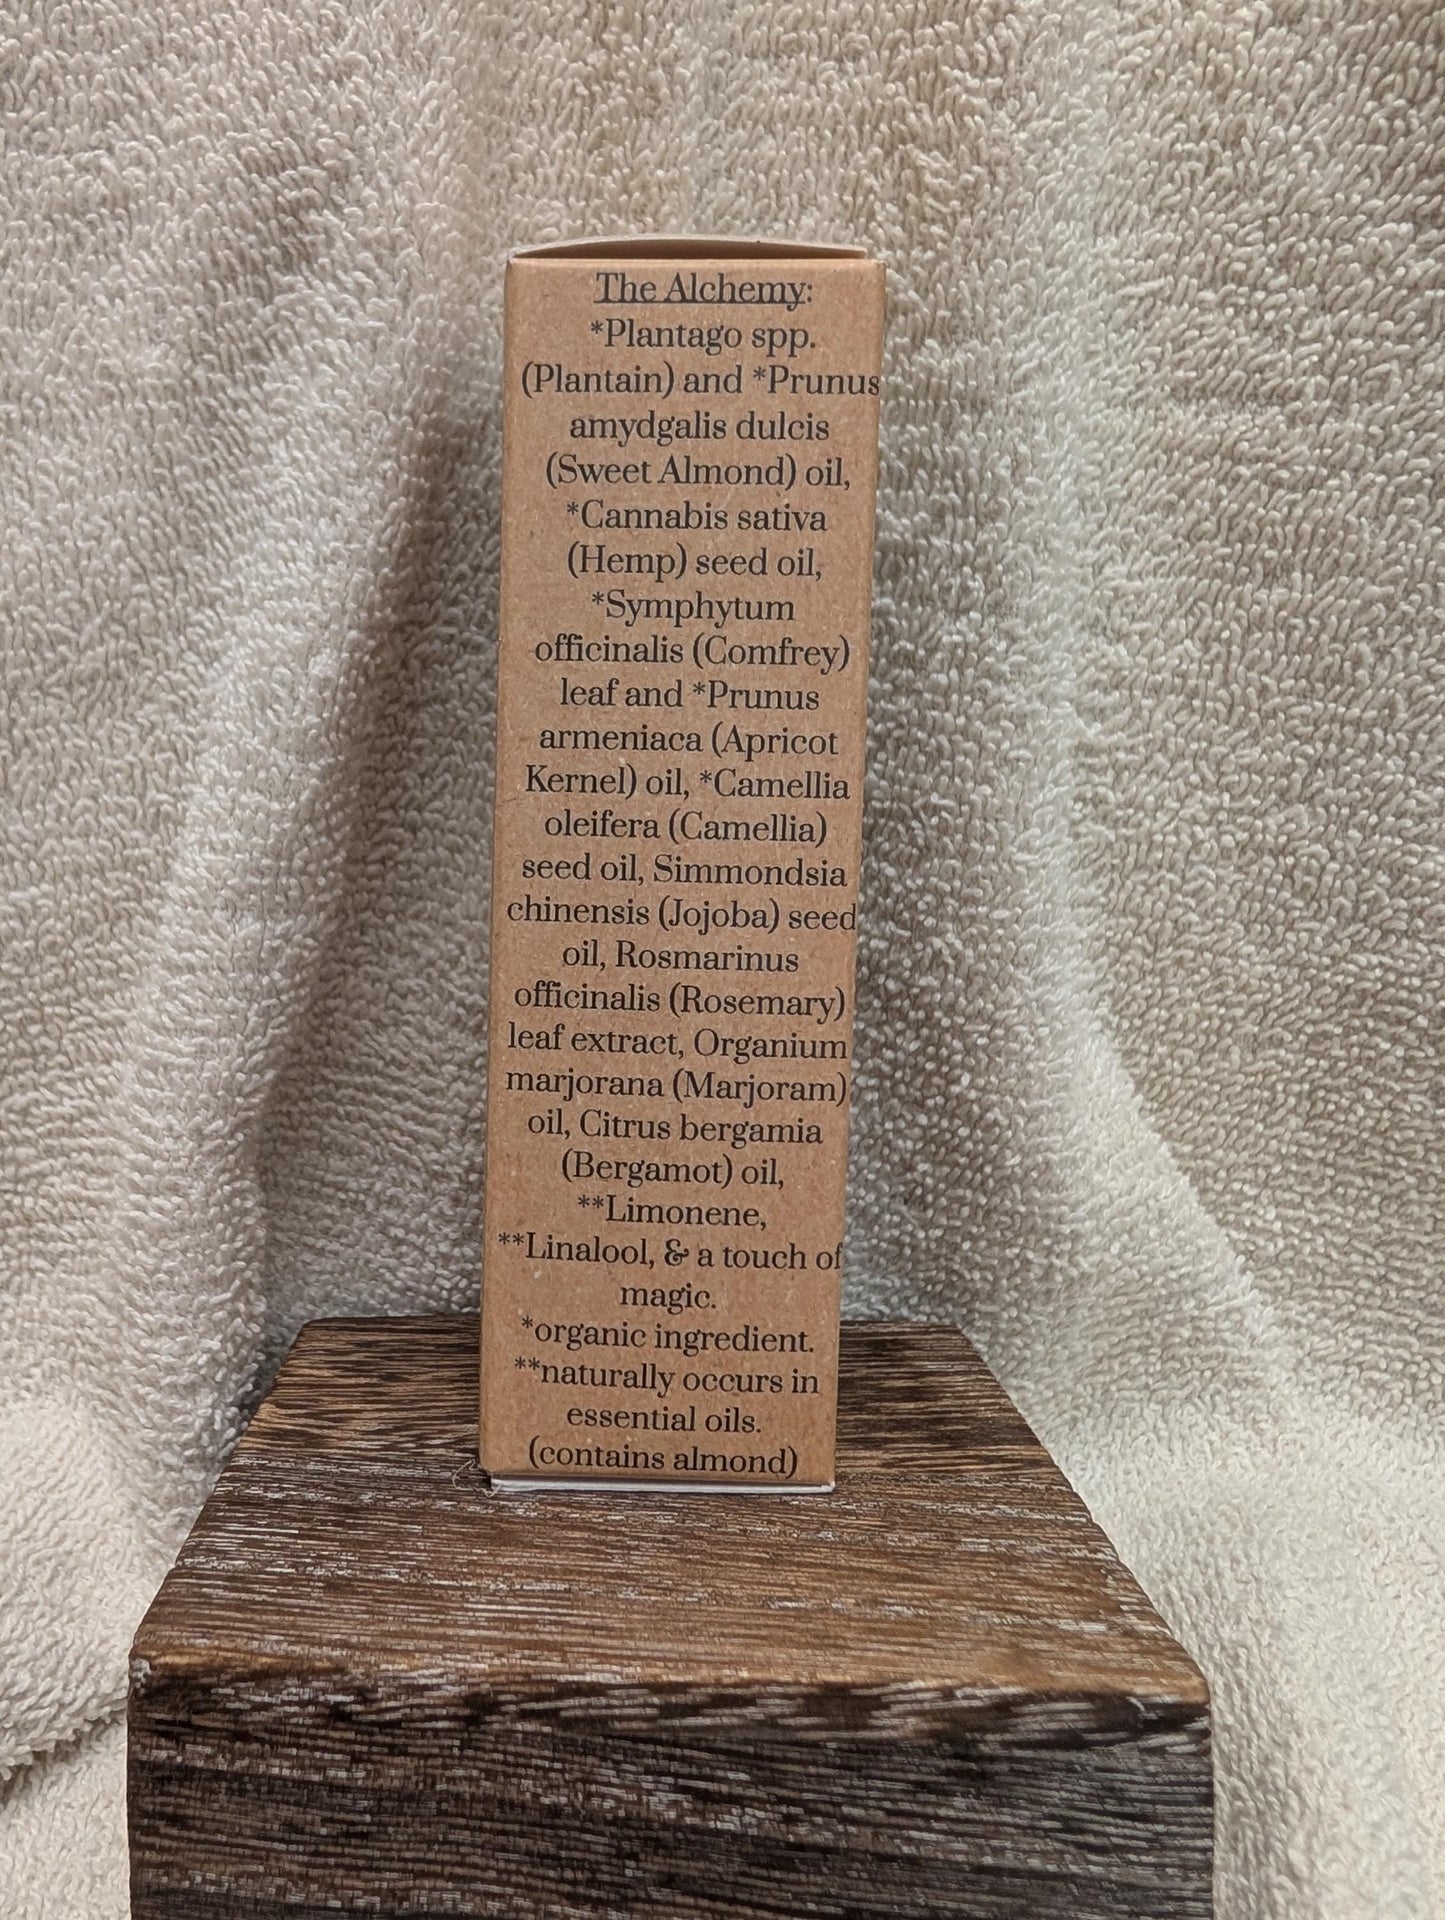 The Alchemy:
*Plantago spp.
(Plantain) and *Prunus
amydgalis dulcis
(Sweet Almond) oil,
*Cannabis sativa
(Hemp) seed oil,
*Symphytum
officinalis (Comfrey)
leaf and *Prunus
armeniaca (Apricot
Kernel) oil, *Camellia
oleifera (Camellia)
seed oil, Simmondsia
chinensis (Jojoba) seed
oil, Rosmarinus
officinalis (Rosemary)
leaf extract, Organium
marjorana (Marjoram)
oil, Citrus bergamia
(Bergamot) oil,
**Limonene,
**Linalool, & a touch of
magic.
*organic ingredient.
**naturally occurs in
essential oils.
(contains almond)